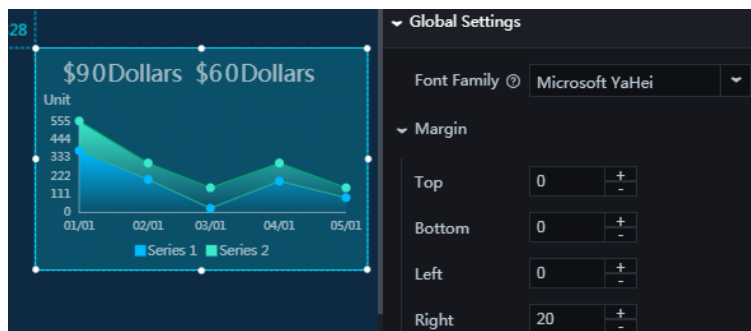 28
$90Dollars $60Dollars
Unit
555
444
333
222
111
0
01/01 02/01 03/01 04/01 05/01
Series 1 Series 2
Global Settings
Font Family ? Microsoft YaHei
Margin
Top 0 + -
Bottom 0 + -
Left 0 + -
Right 20 + -